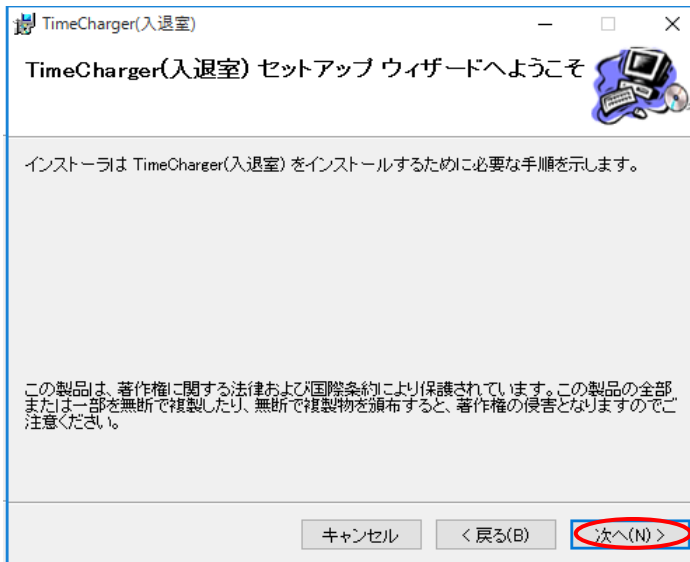 TimeCharger(入退室)
TimeCharger(入退室) セットアップ ウィザードへようこそ
インストーラは TimeCharger(入退室) をインストールするために必要な手順を示します。
この製品は、著作権に関する法律および国際条約により保護されています。この製品の全部
または一部を無断で複製したり、無断で複製物を頒布すると、著作権の侵害となりますのでご
注意ください。
キャンセル
< 戻る(B)
次へ(N) >